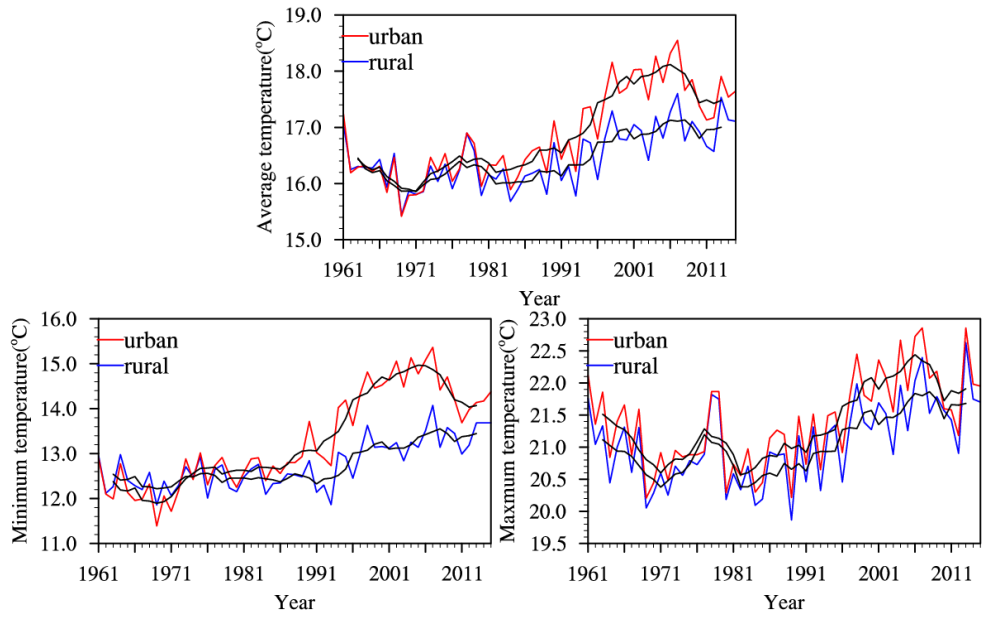 Average temperature(°C)
19.0
18.0
17.0
16.0
15.0
urban
rural
1961 1971 1981 1991 2001 2011
Year
Minimum temperature(°C)
16.0
15.0
14.0
13.0
12.0
11.0
urban
rural
1961 1971 1981 1991 2001 2011
Year
Maxmum temperature(°C)
23.0
22.5
22.0
21.5
21.0
20.5
20.0
19.5
urban
rural
1961 1971 1981 1991 2001 2011
Year